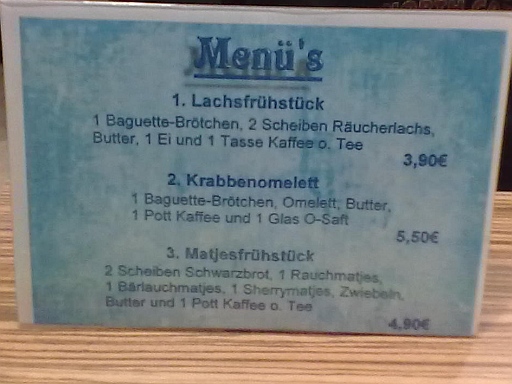 Menü's
1. Lachsfrühstück
1 Baguette-Brötchen, 2 Scheiben Räucherlachs,
Butter, 1 Ei und 1 Tasse Kaffee o. Tee
3,90€
2. Krabbenomelett
1 Baguette-Brötchen, Omelett, Butter,
1 Pott Kaffee und 1 Glas O-Saft
5,50€
3. Matjesfrühstück
2 Scheiben Schwarzbrot, 1 Rauchmatjes,
1 Bärlauchmatjes, 1 Sherrymatjes, Zwiebeln,
Butter und 1 Pott Kaffee o. Tee
4,90€